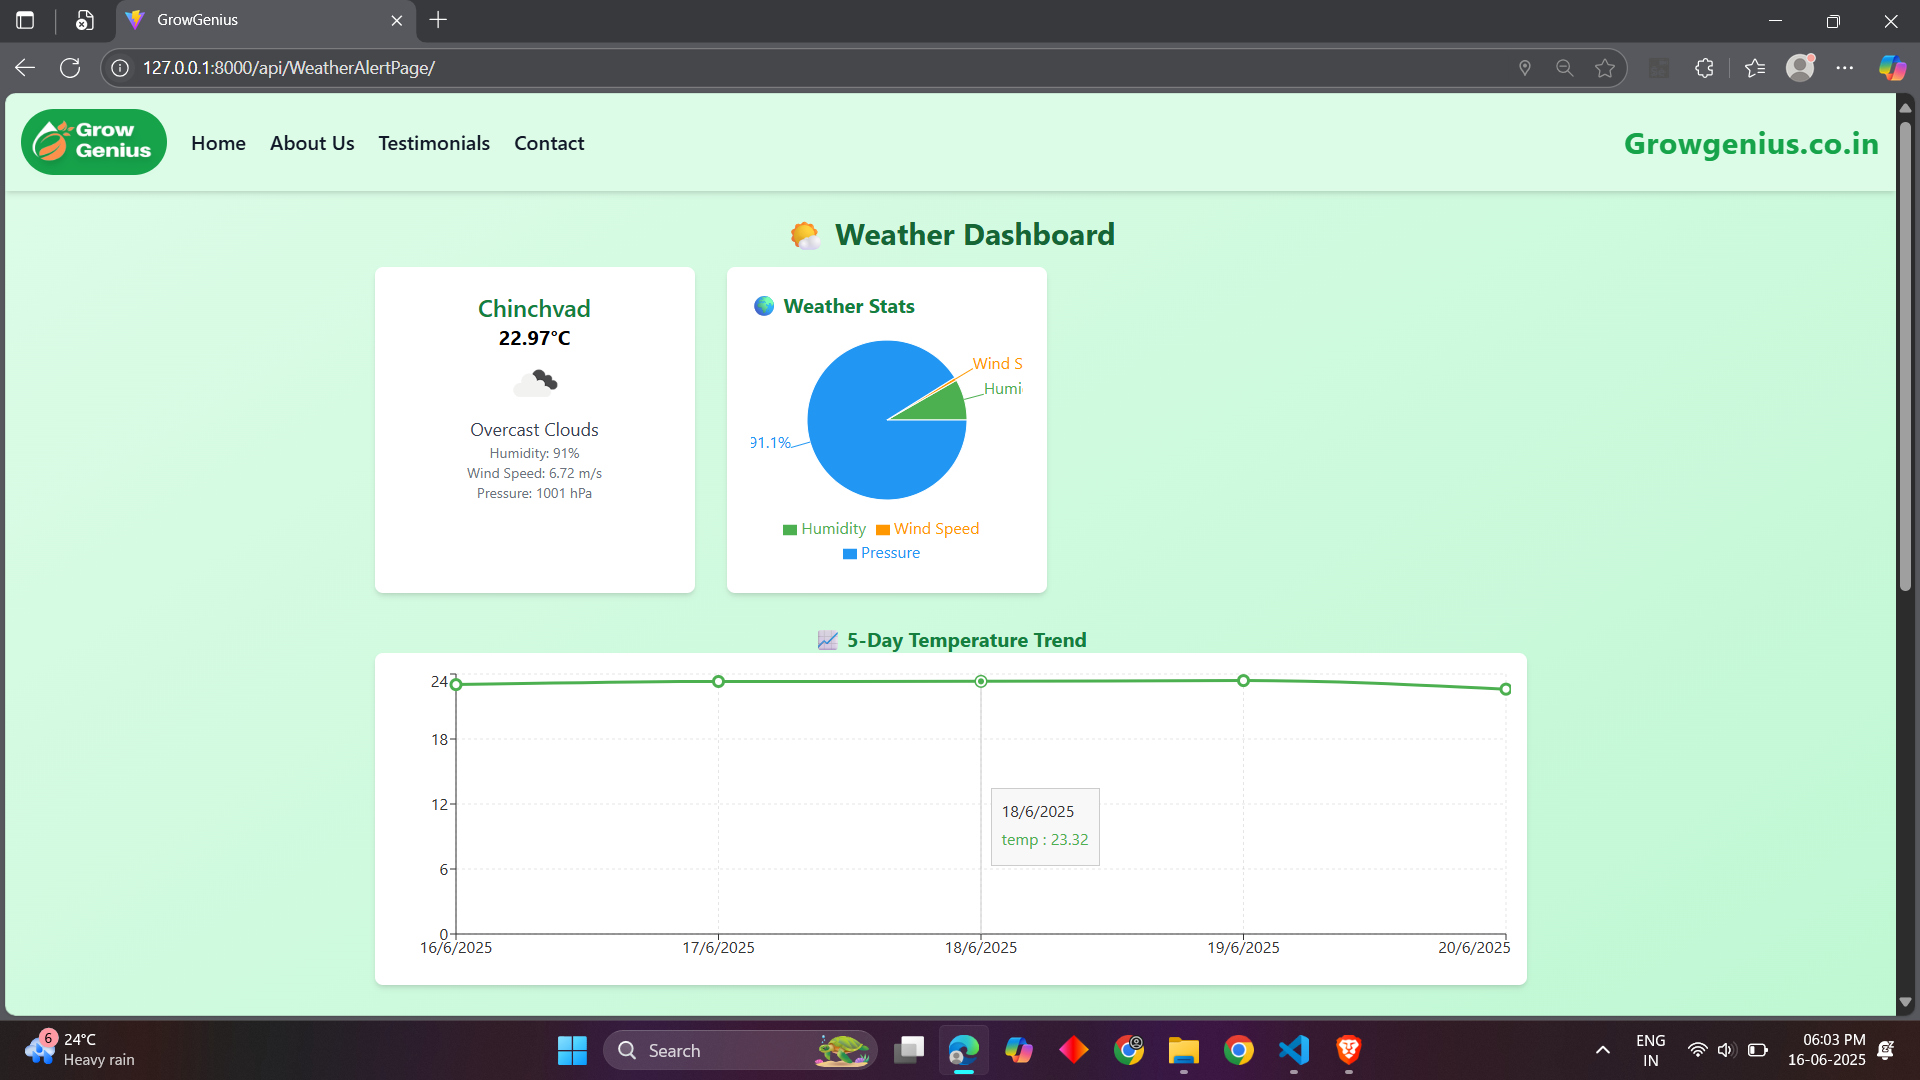 GrowGenius
127.0.0.1:8000/api/WeatherAlertPage/
Grow
Genius
Home
About Us
Testimonials
Contact
Growgenius.co.in
Weather Dashboard
Chinchvad
22.97°C
Overcast Clouds
Humidity: 91%
Wind Speed: 6.72 m/s
Pressure: 1001 hPa
Weather Stats
Wind S
Humi
91.1%
Humidity
Wind Speed
Pressure
5-Day Temperature Trend
24
18
12
6
0
18/6/2025
temp : 23.32
16/6/2025
17/6/2025
18/6/2025
19/6/2025
20/6/2025
6
24°C
Heavy rain
Search
ENG
IN
06:03 PM
16-06-2025